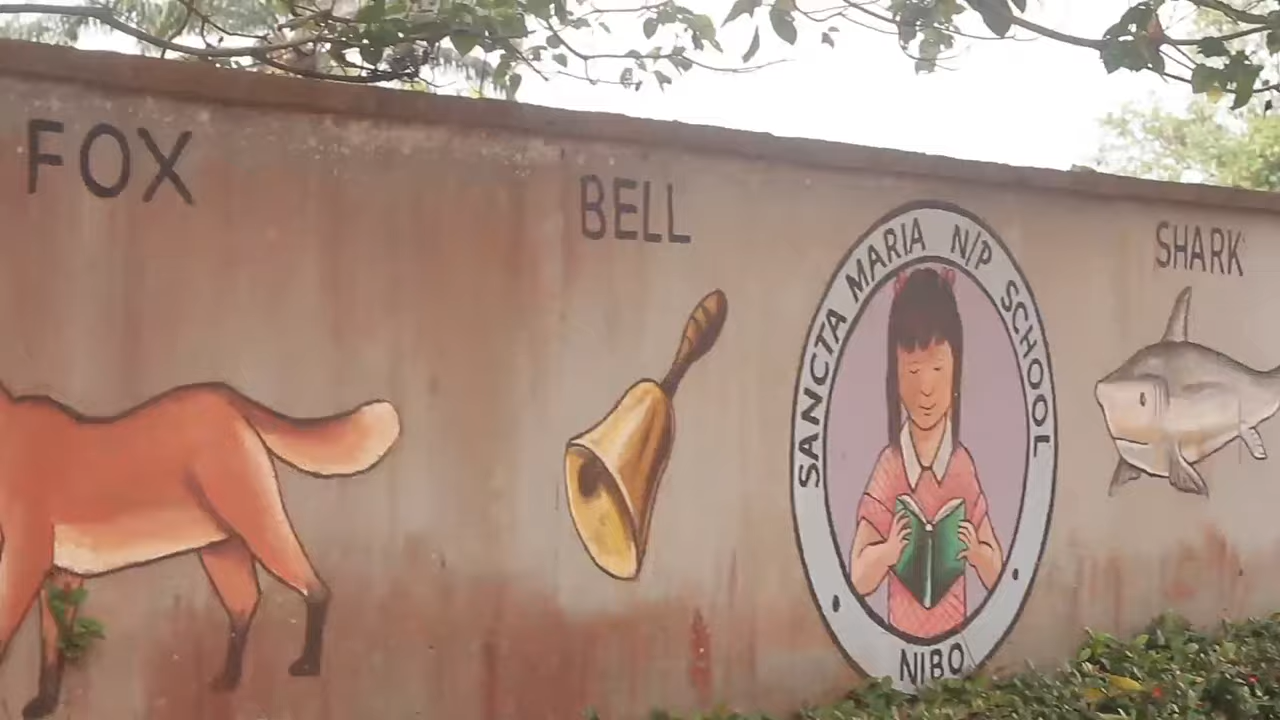 FOX
BELL
SANCTA MARIA N/P SCHOOL
NIBO
SHARK